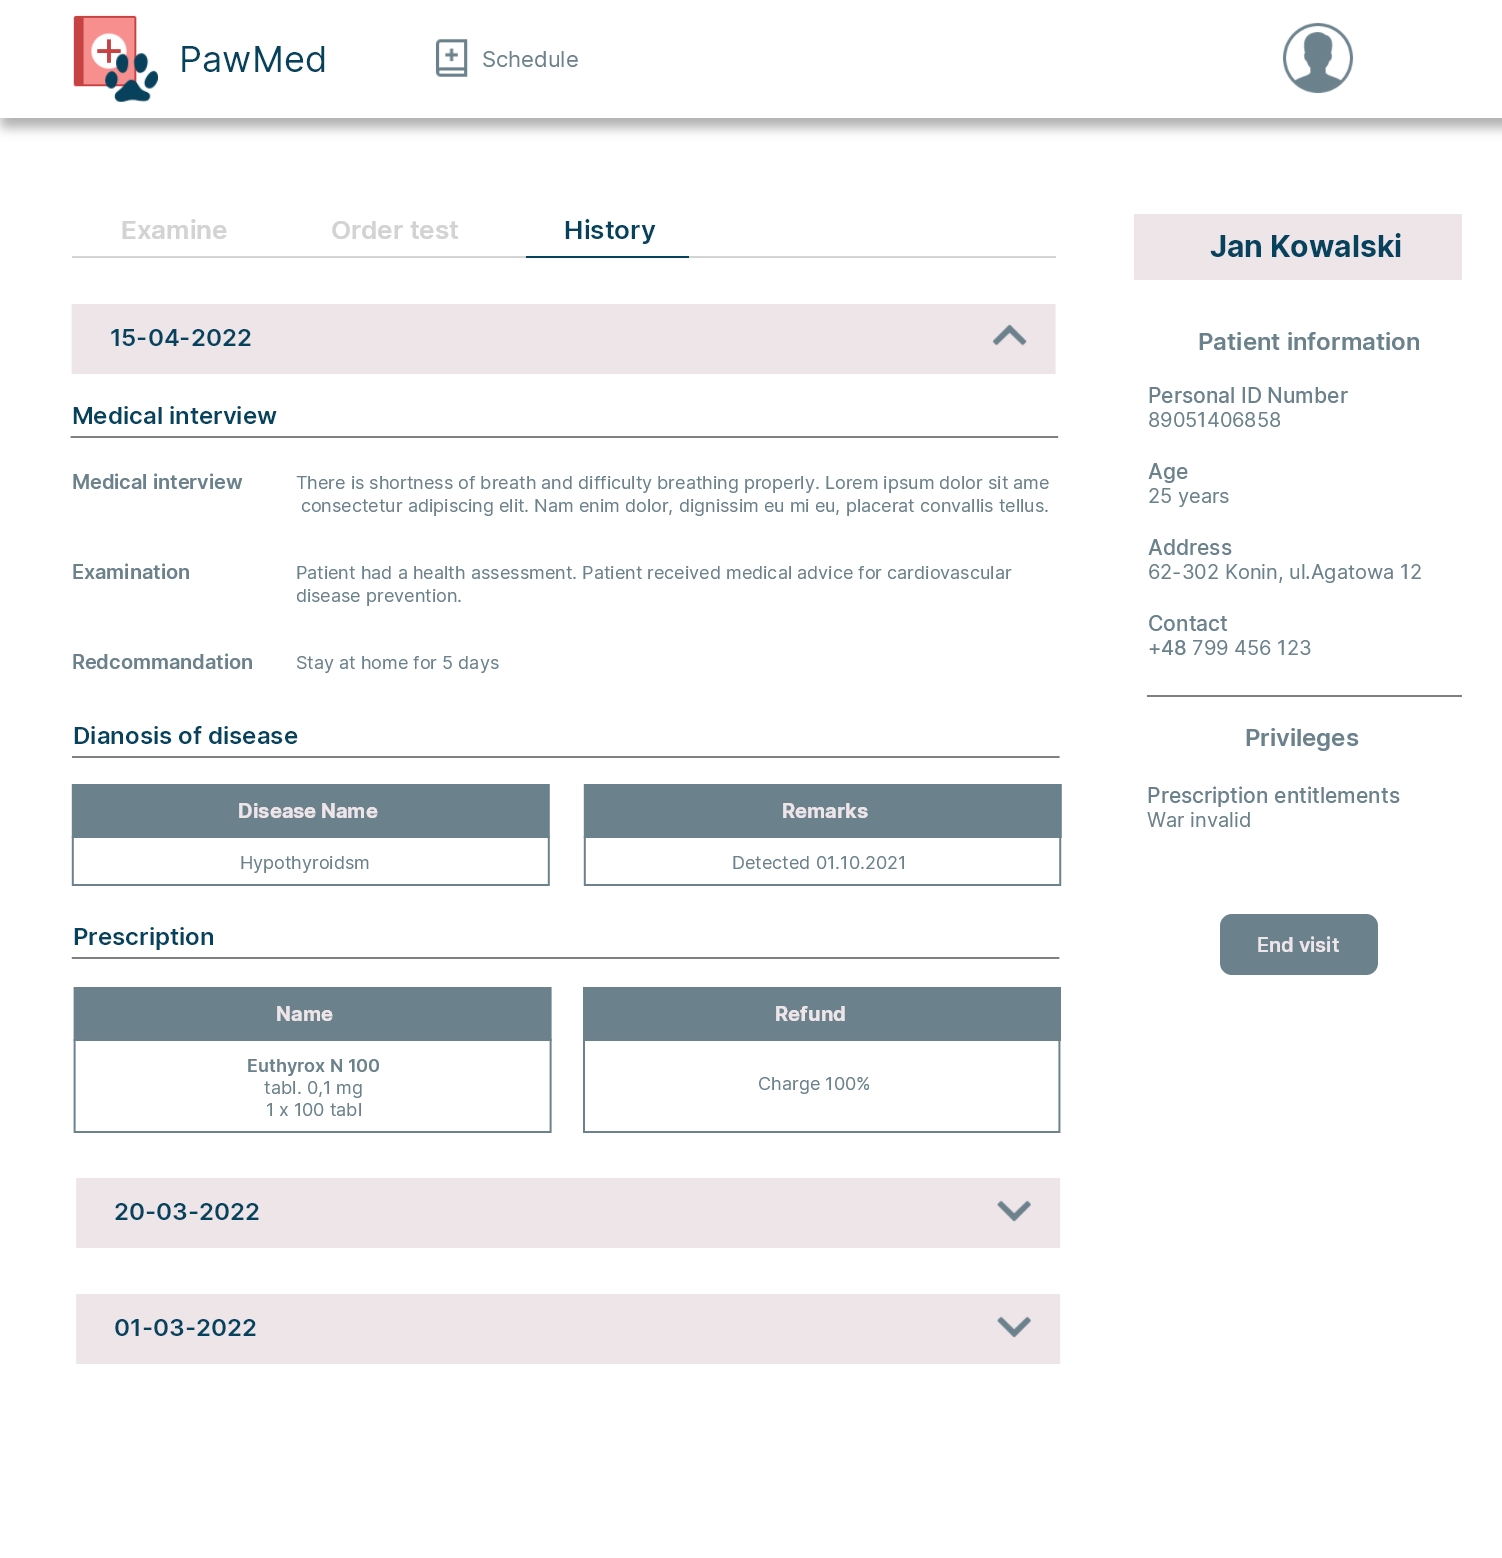 PawMed
Schedule
Examine
Order test
History
15-04-2022
Medical interview
Medical interview
There is shortness of breath and difficulty breathing properly. Lorem ipsum dolor sit ame
consectetur adipiscing elit. Nam enim dolor, dignissim eu mi eu, placerat convallis tellus.
Examination
Patient had a health assessment. Patient received medical advice for cardiovascular
disease prevention.
Redcommandation
Stay at home for 5 days
Dianosis of disease
Disease Name
Remarks
Hypothyroidsm
Detected 01.10.2021
Prescription
Name
Refund
Euthyrox N 100
tabl. 0,1 mg
1 x 100 tabl
Charge 100%
20-03-2022
01-03-2022
Jan Kowalski
Patient information
Personal ID Number
89051406858
Age
25 years
Address
62-302 Konin, ul.Agatowa 12
Contact
+48 799 456 123
Privileges
Prescription entitlements
War invalid
End visit